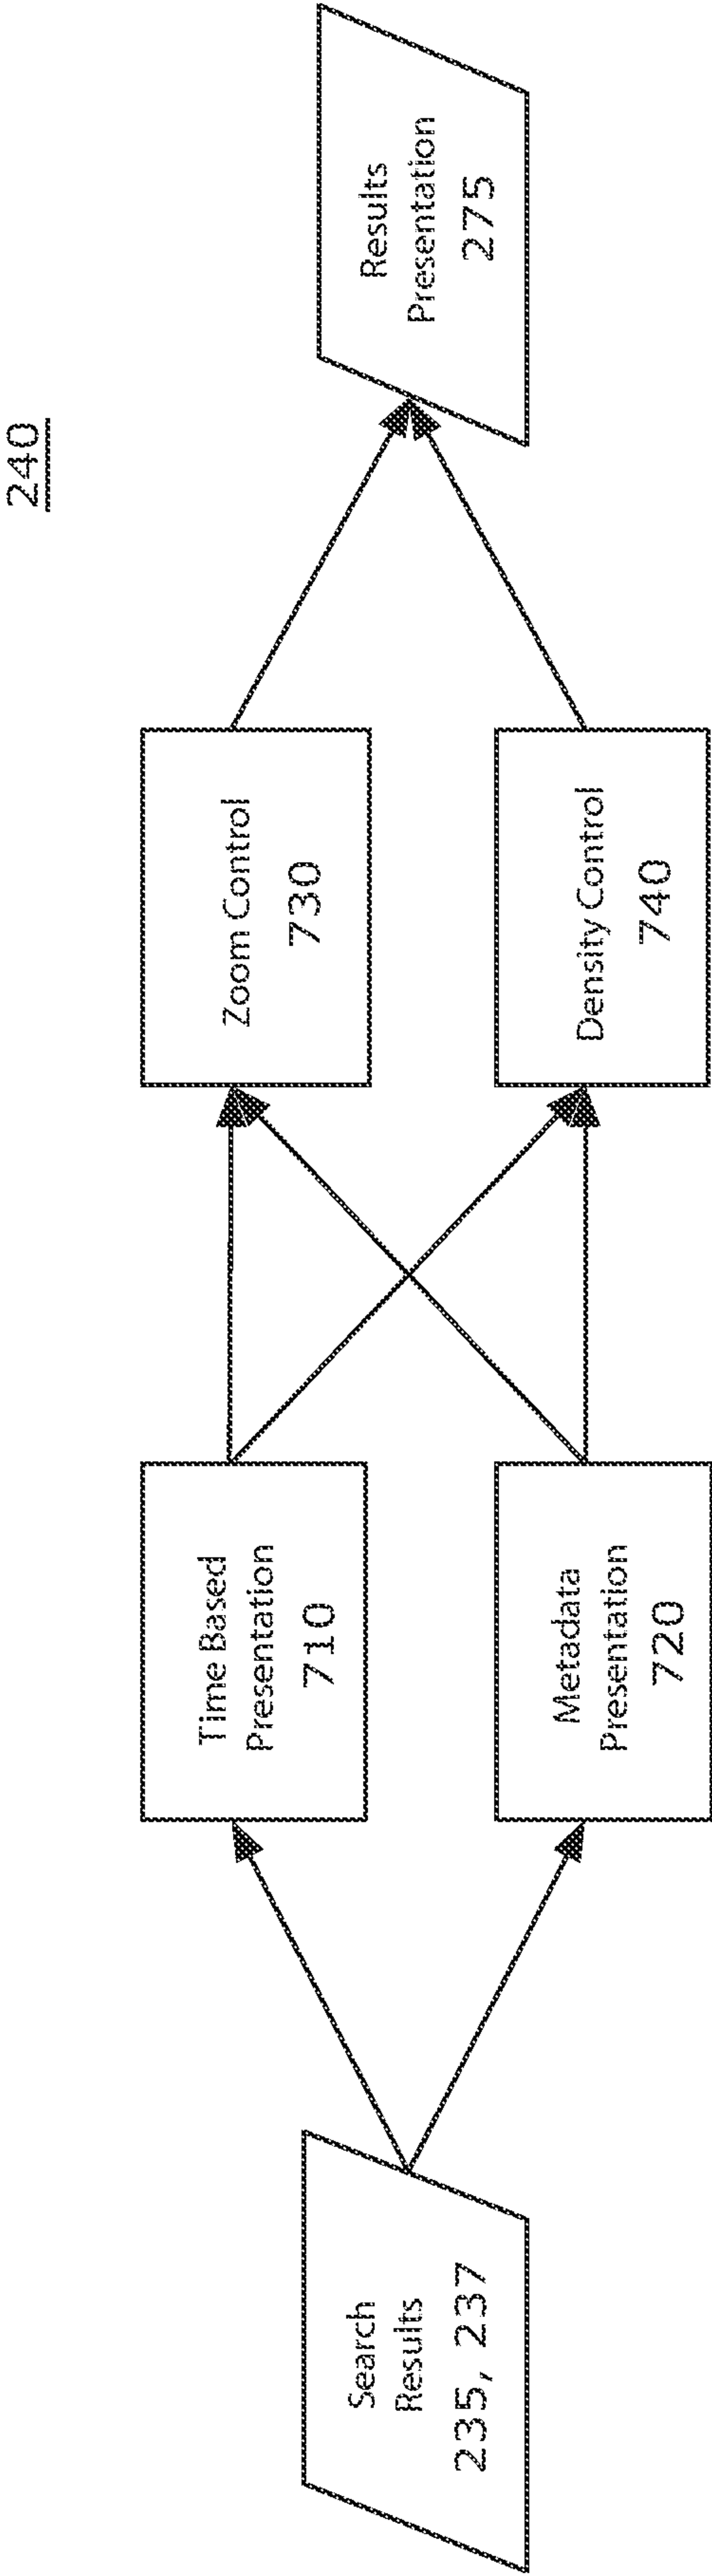 240
Search
Results
235, 237
Time Based
Presentation
710
Metadata
Presentation
720
Zoom Control
730
Density Control
740
Results
Presentation
275